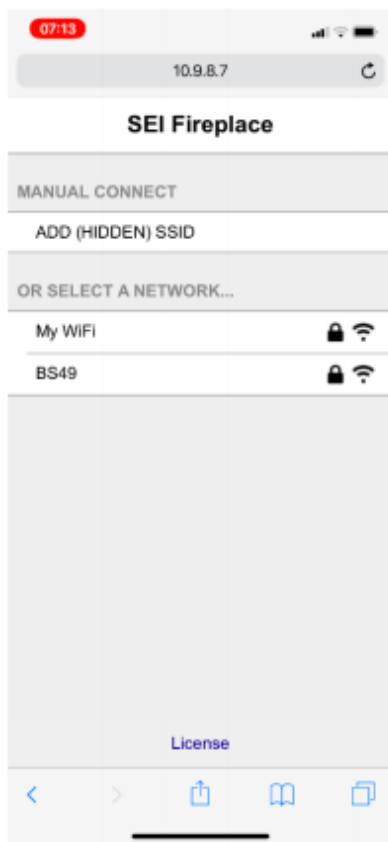 07:13
10.9.8.7
SEI Fireplace
MANUAL CONNECT
ADD (HIDDEN) SSID
OR SELECT A NETWORK...
My WiFi
BS49
License